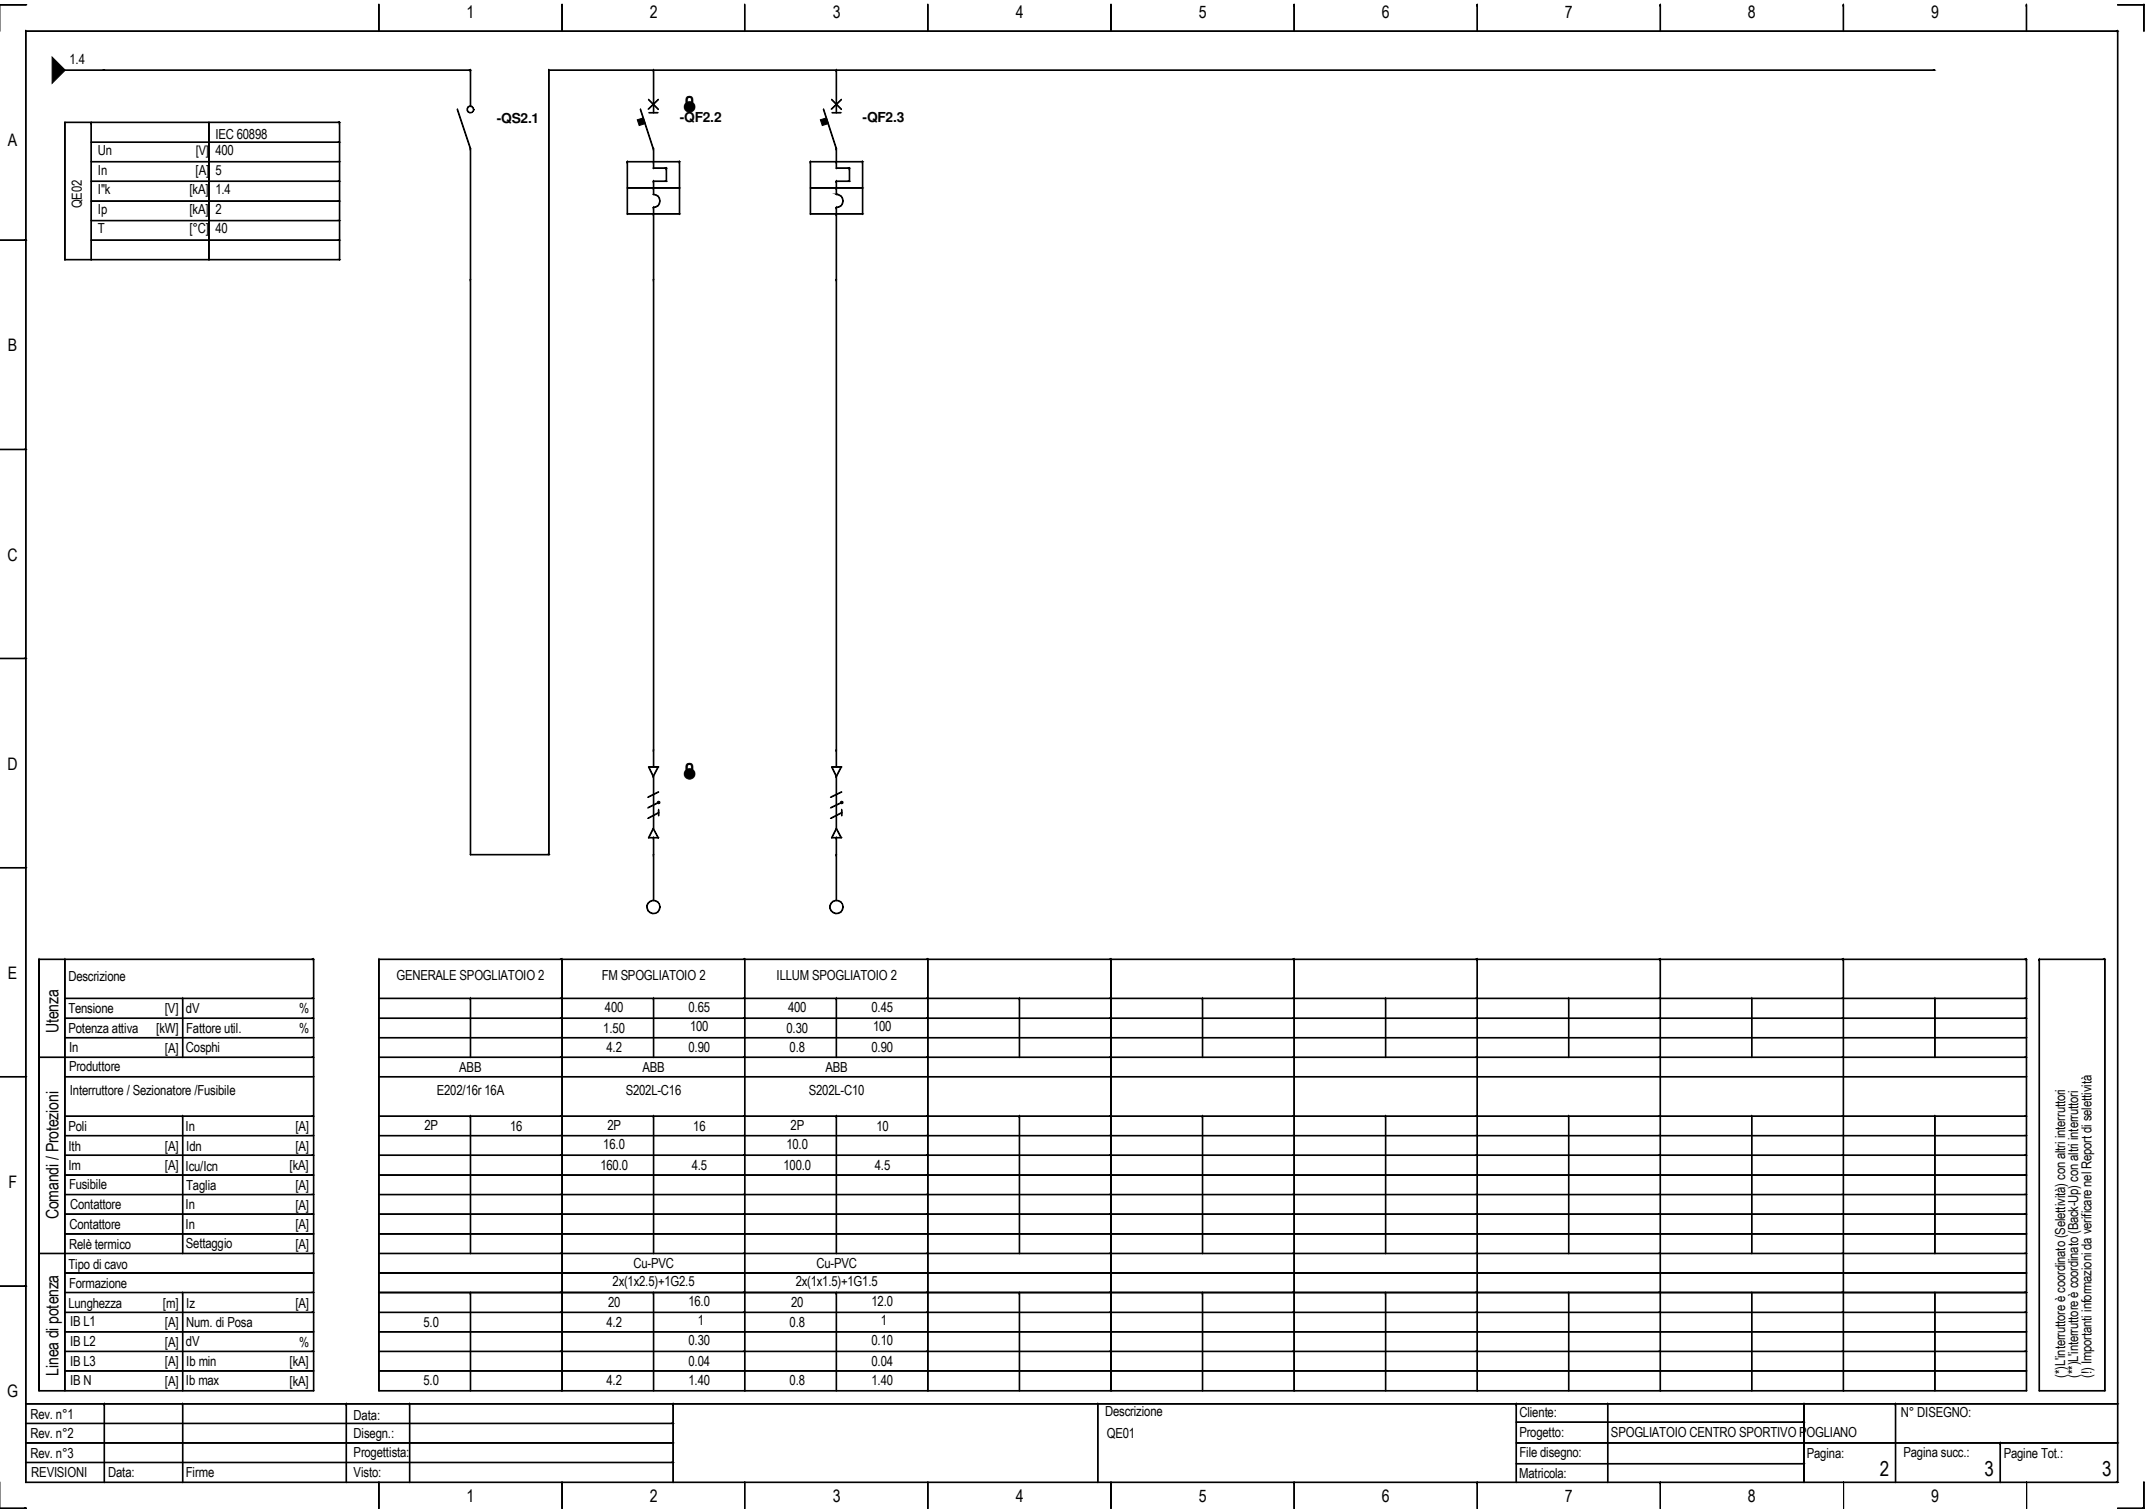 1 2 3 4 5 6 7 8 9
1.4
-QS2.1 -QF2.2 -QF2.3
A
QE02
IEC 60898
Un [V] 400
In [A] 5
I"k [kA] 1.4
Ip [kA] 2
T [°C] 40
B
C
D
E
Utenza
Descrizione GENERALE SPOGLIATOIO 2 FM SPOGLIATOIO 2 ILLUM SPOGLIATOIO 2
Tensione [V] dV % 400 0.65 400 0.45
Potenza attiva [kW] Fattore util. % 1.50 100 0.30 100
In [A] Cosphi 4.2 0.90 0.8 0.90
Comandi / Protezioni
Produttore ABB ABB ABB
Interruttore / Sezionatore /Fusibile E202/16r 16A S202L-C16 S202L-C10
Poli In [A] 2P 16 2P 16 2P 10
Ith [A] Idn [A] 16.0 10.0
Im [A] Icu/Icn [kA] 160.0 4.5 100.0 4.5
F
Fusibile Taglia [A]
Contattore In [A]
Contattore In [A]
Relè termico Settaggio [A]
Linea di potenza
Tipo di cavo Cu-PVC Cu-PVC
Formazione 2x(1x2.5)+1G2.5 2x(1x1.5)+1G1.5
Lunghezza [m] Iz [A] 20 16.0 20 12.0
IB L1 [A] Num. di Posa 5.0 4.2 1 0.8 1
IB L2 [A] dV % 0.30 0.10
IB L3 [A] Ib min [kA] 0.04 0.04
IB N [A] Ib max [kA] 5.0 4.2 1.40 0.8 1.40
G
(*)L'interruttore è coordinato (Selettività) con altri interruttori
(**)L'interruttore è coordinato (Back-Up) con altri interruttori
(!) Importanti informazioni da verificare nel Report di selettività
Rev. n°1 Data: Descrizione Cliente: N° DISEGNO:
Rev. n°2 Disegn.: QE01 Progetto: SPOGLIATOIO CENTRO SPORTIVO POGLIANO
Rev. n°3 Progettista: File disegno: Pagina: 2 Pagina succ.: 3 Pagine Tot.: 3
REVISIONI Data: Firme Visto: Matricola:
1 2 3 4 5 6 7 8 9